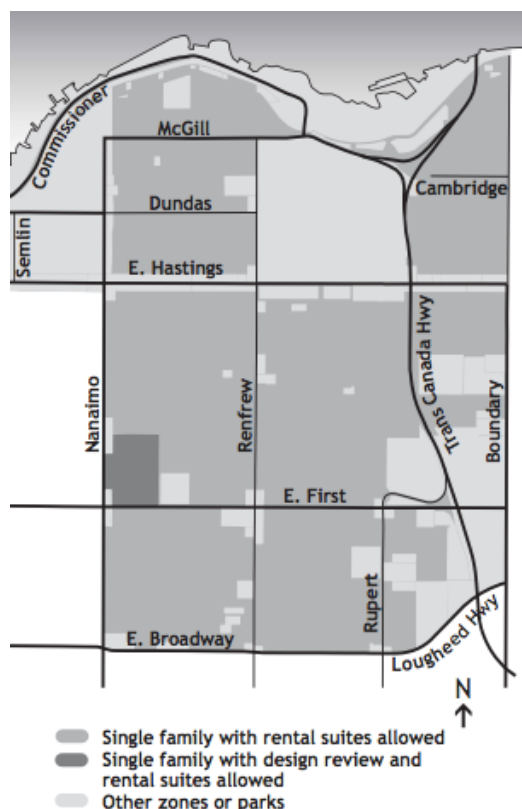 Commissioner
McGill
Cambridge
Dundas
Semlin
E. Hastings
Nanaimo
Renfrew
Trans Canada Hwy
Boundary
E. First
Rupert
E. Broadway
Lougheed Hwy
N
Single family with rental suites allowed
Single family with design review and
rental suites allowed
Other zones or parks